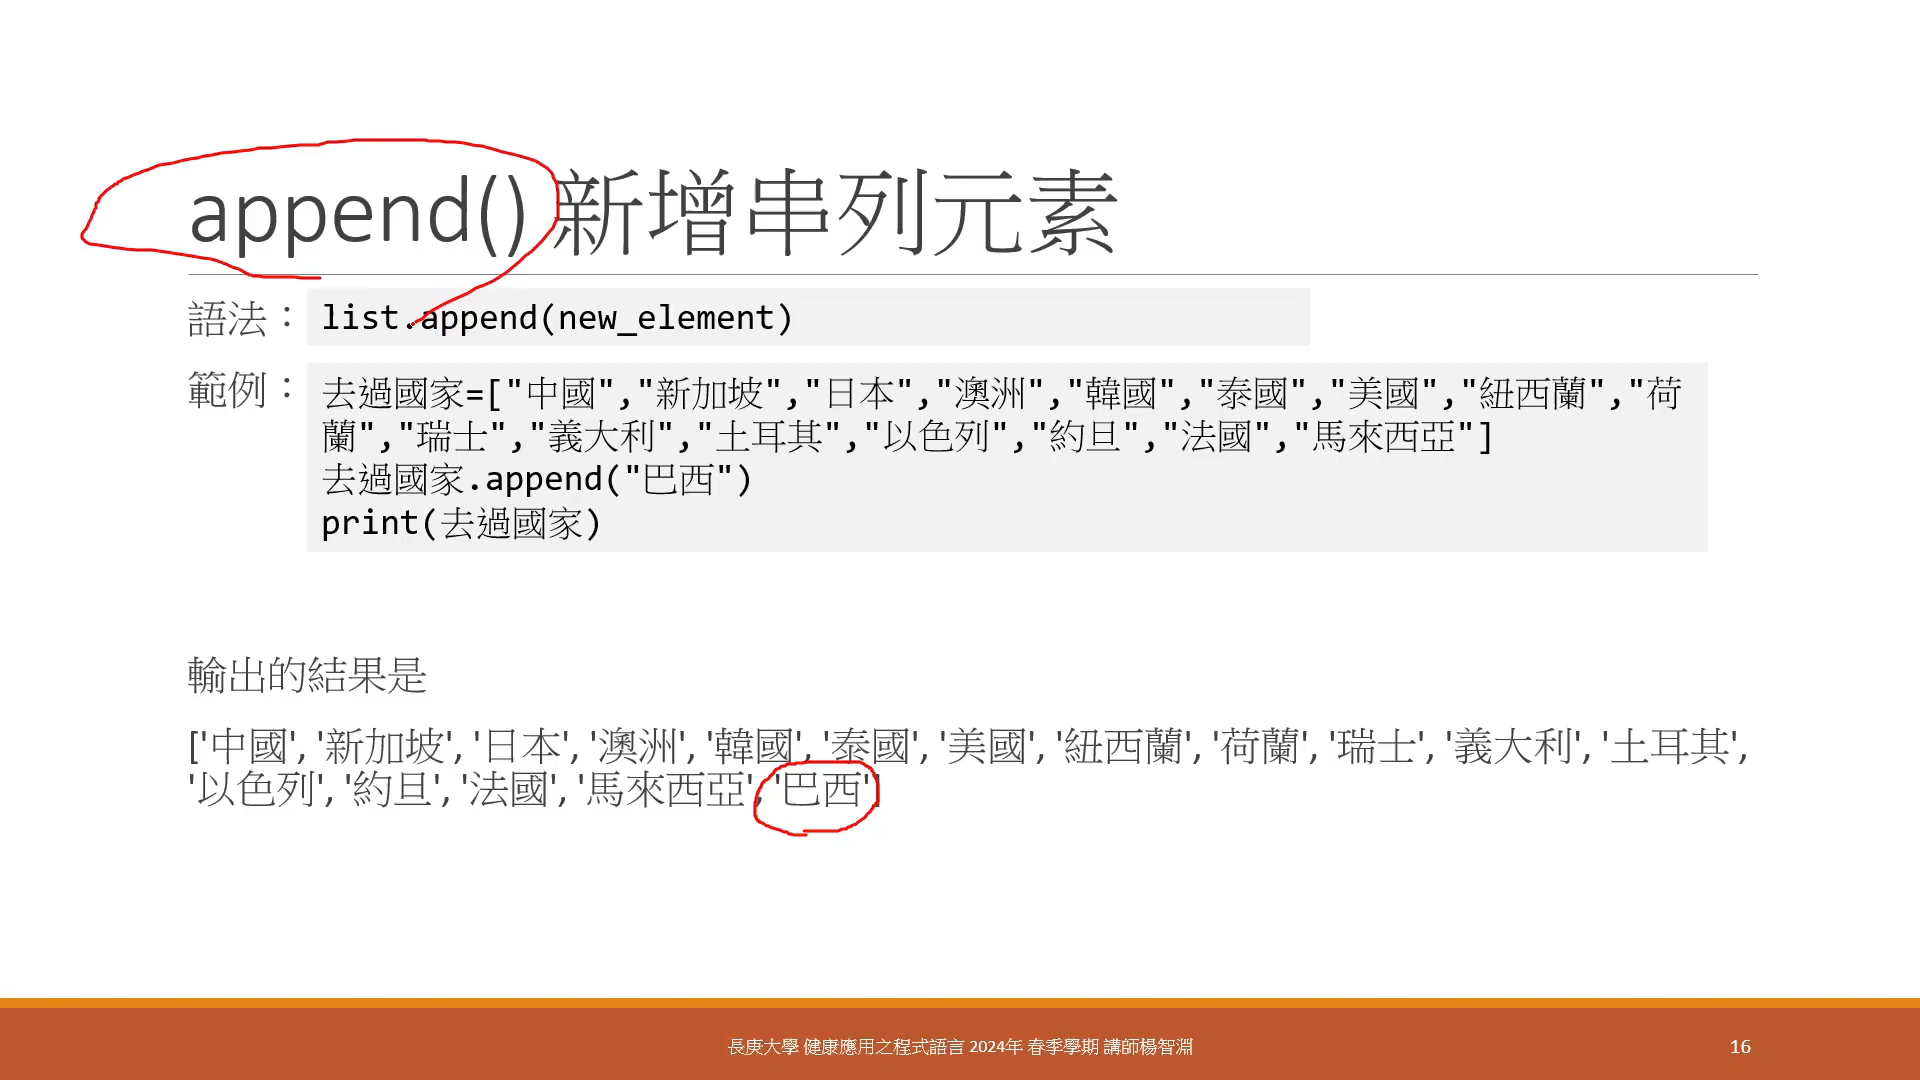 append() 新增串列元素
語法： list.append(new_element)
範例： 去過國家=["中國","新加坡","日本","澳洲","韓國","泰國","美國","紐西蘭","荷
蘭","瑞士","義大利","土耳其","以色列","約旦","法國","馬來西亞"]
去過國家.append("巴西")
print(去過國家)
輸出的結果是
['中國', '新加坡', '日本', '澳洲', '韓國', '泰國', '美國', '紐西蘭', '荷蘭', '瑞士', '義大利', '土耳其',
'以色列', '約旦', '法國', '馬來西亞', '巴西']
長庚大學 健康應用之程式語言 2024年 春季學期 講師楊智淵
16